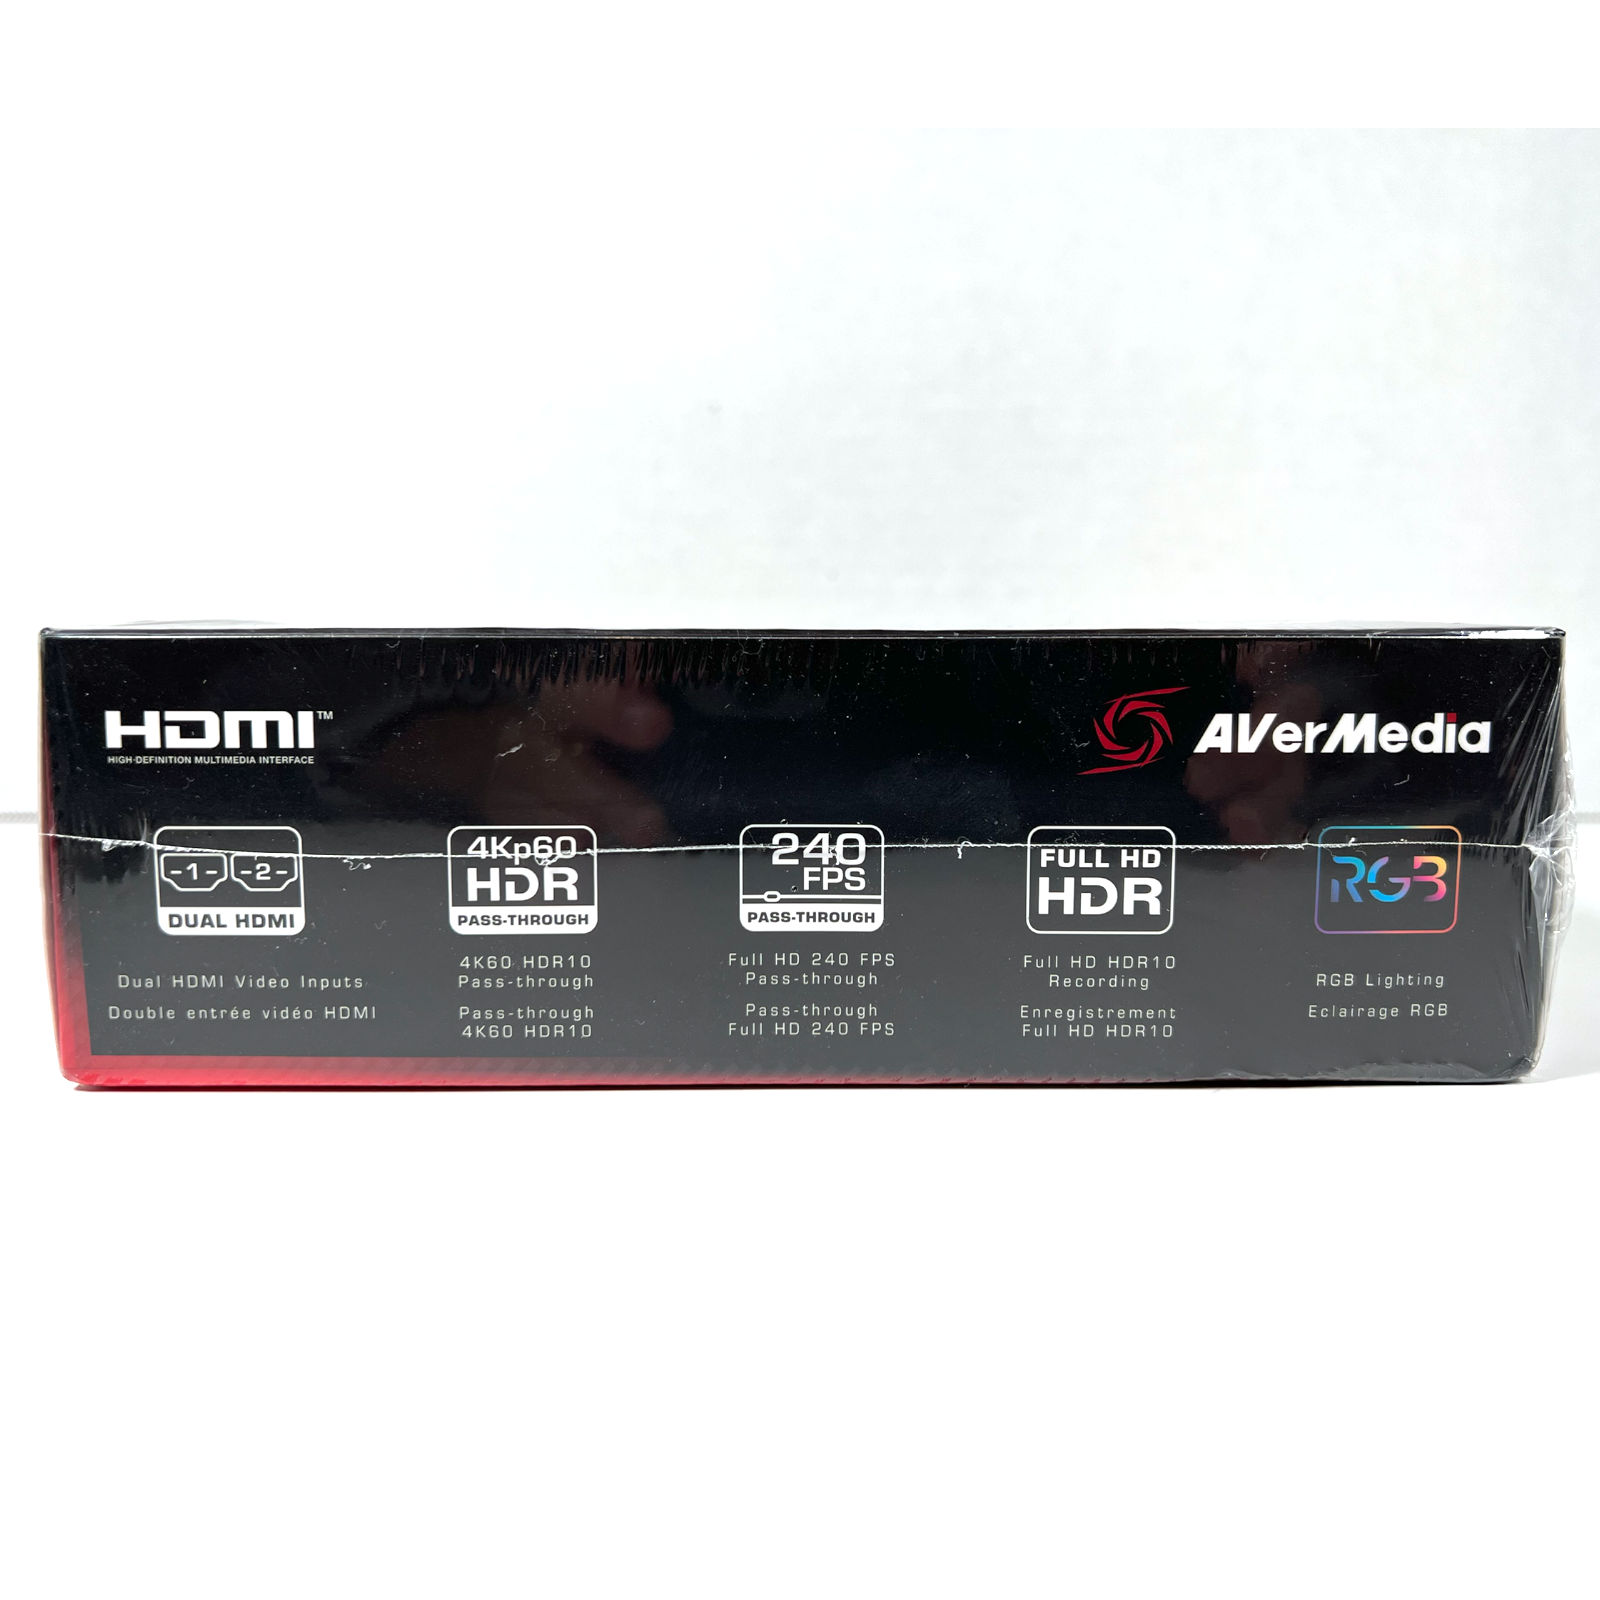 HDMI™
HIGH-DEFINITION MULTIMEDIA INTERFACE
AVerMedia
-1- -2-
DUAL HDMI
Dual HDMI Video Inputs
Double entrée vidéo HDMI
4Kp60
HDR
PASS-THROUGH
4K60 HDR10
Pass-through
Pass-through
4K60 HDR10
240
FPS
PASS-THROUGH
Full HD 240 FPS
Pass-through
Pass-through
Full HD 240 FPS
FULL HD
HDR
Full HD HDR10
Recording
Enregistrement
Full HD HDR10
RGB
RGB Lighting
Eclairage RGB